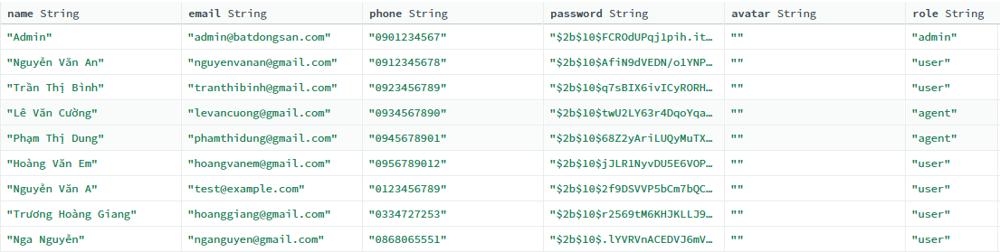 name String email String phone String password String avatar String role String
"Admin" "admin@batdongsan.com" "0901234567" "$2b$10$FCROdUPqj1pih.it… "" "admin"
"Nguyễn Văn An" "nguyenvanan@gmail.com" "0912345678" "$2b$10$AfiN9dVEDN/o1YNP… "" "user"
"Trần Thị Bình" "tranthibinh@gmail.com" "0923456789" "$2b$10$q7sBIX6ivICyRORH… "" "user"
"Lê Văn Cường" "levancuong@gmail.com" "0934567890" "$2b$10$twU2LY63r4DqoYqa… "" "agent"
"Phạm Thị Dung" "phamthidung@gmail.com" "0945678901" "$2b$10$68Z2yAriLUQyMuTX… "" "agent"
"Hoàng Văn Em" "hoangvanem@gmail.com" "0956789012" "$2b$10$jJLR1NyvDU5E6VOP… "" "user"
"Nguyễn Văn A" "test@example.com" "0123456789" "$2b$10$2f9DSVVP5bCm7bQC… "" "user"
"Trương Hoàng Giang" "hoanggiang@gmail.com" "0334727253" "$2b$10$r2569tM6KHJKLLJ9… "" "user"
"Nga Nguyễn" "nganguyen@gmail.com" "0868065551" "$2b$10$.lYVRVnACEDVJ6mV… "" "user"